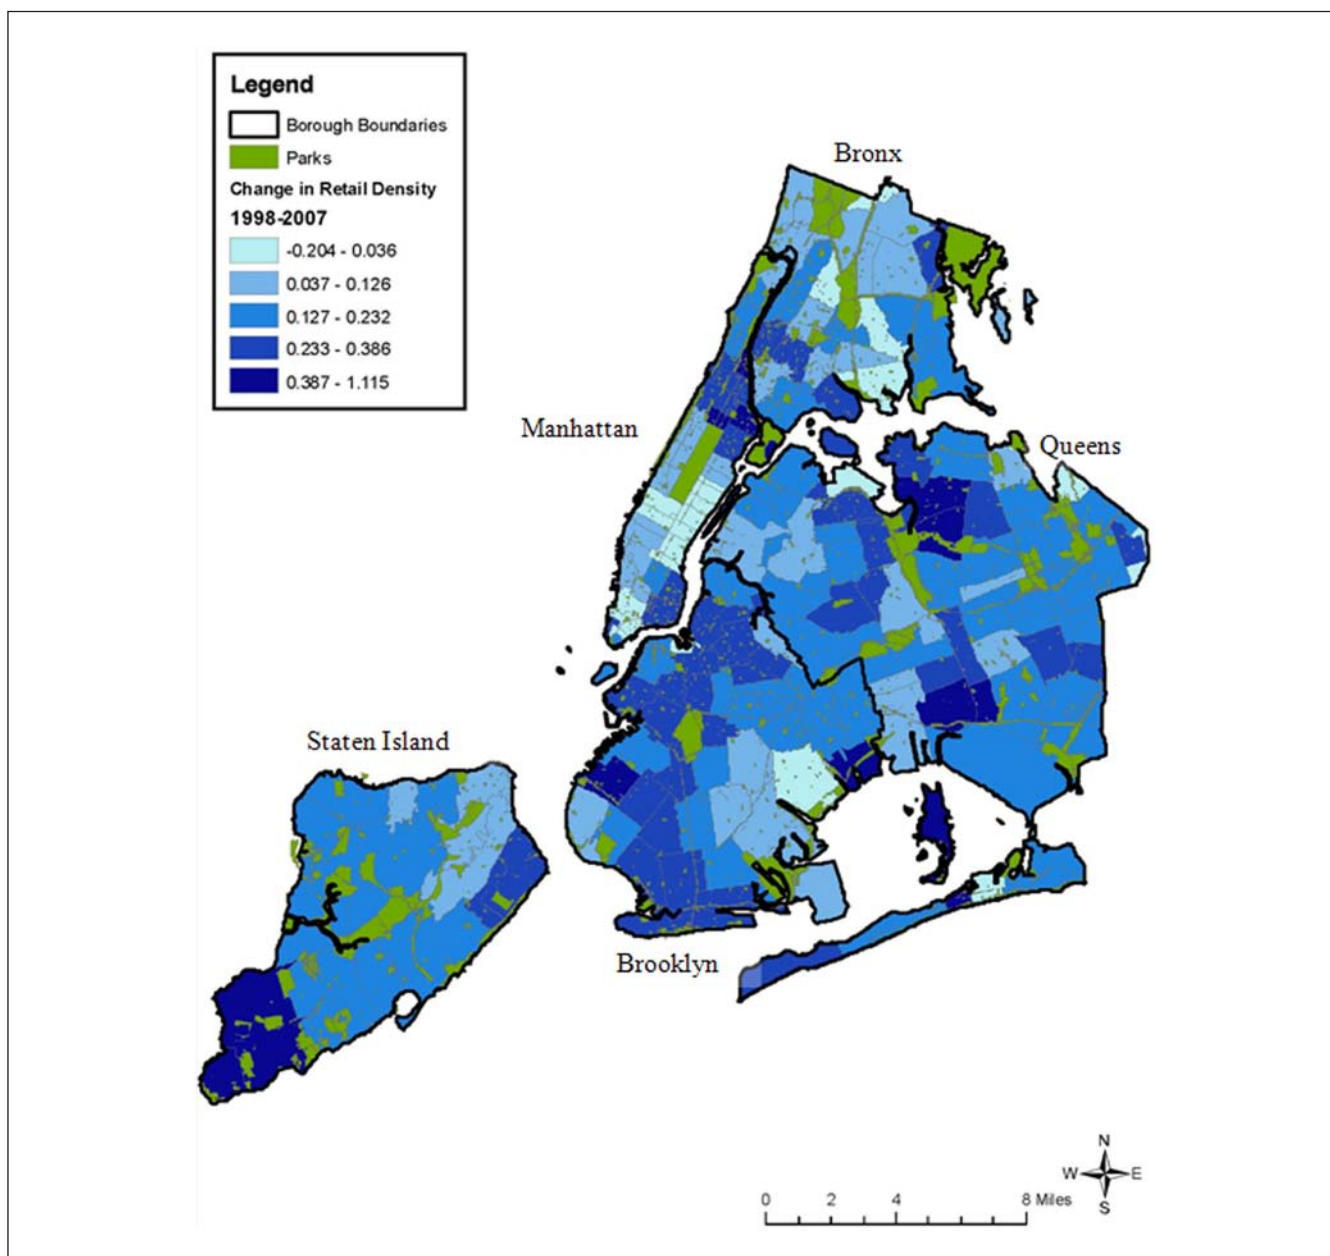 Legend
Borough Boundaries
Parks
Change in Retail Density
1998-2007
-0.204 - 0.036
0.037 - 0.126
0.127 - 0.232
0.233 - 0.386
0.387 - 1.115
Bronx
Manhattan
Queens
Staten Island
Brooklyn
N
W E
S
0 2 4 8 Miles